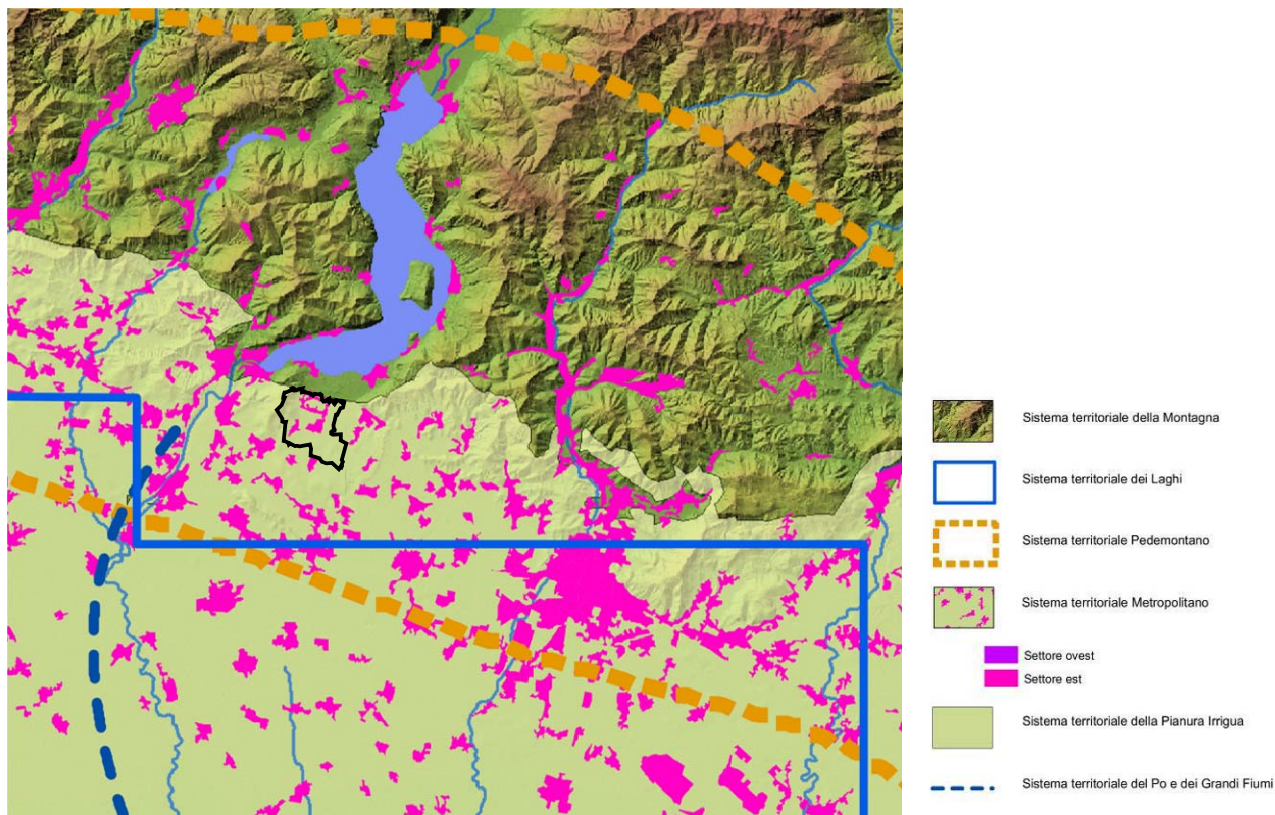 Sistema territoriale della Montagna
Sistema territoriale dei Laghi
Sistema territoriale Pedemontano
Sistema territoriale Metropolitano
Settore ovest
Settore est
Sistema territoriale della Pianura Irrigua
Sistema territoriale del Po e dei Grandi Fiumi